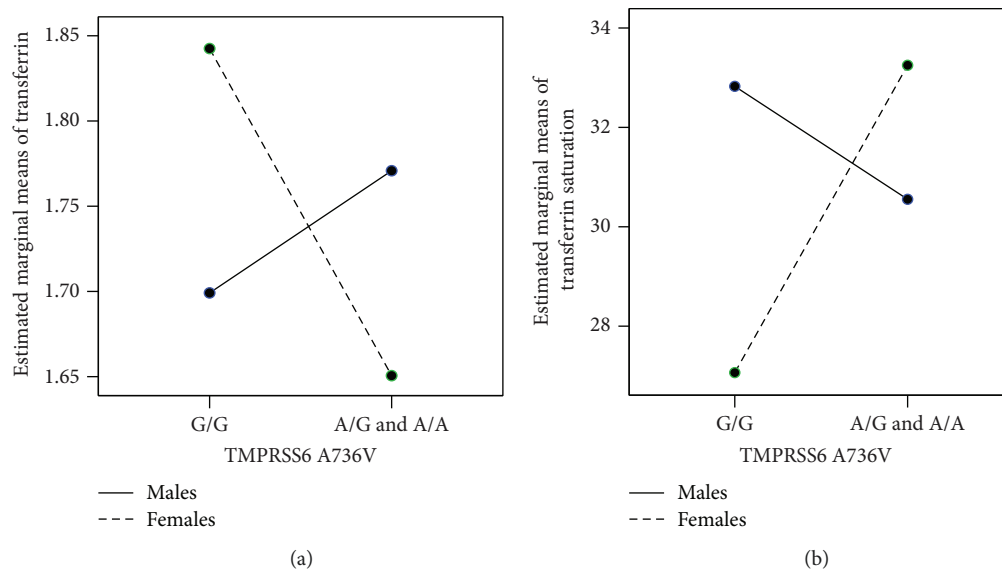 Estimated marginal means of transferrin
1.85
1.80
1.75
1.70
1.65
G/G
A/G and A/A
TMPRSS6 A736V
Males
Females
(a)
Estimated marginal means of
transferrin saturation
34
32
30
28
G/G
A/G and A/A
TMPRSS6 A736V
Males
Females
(b)